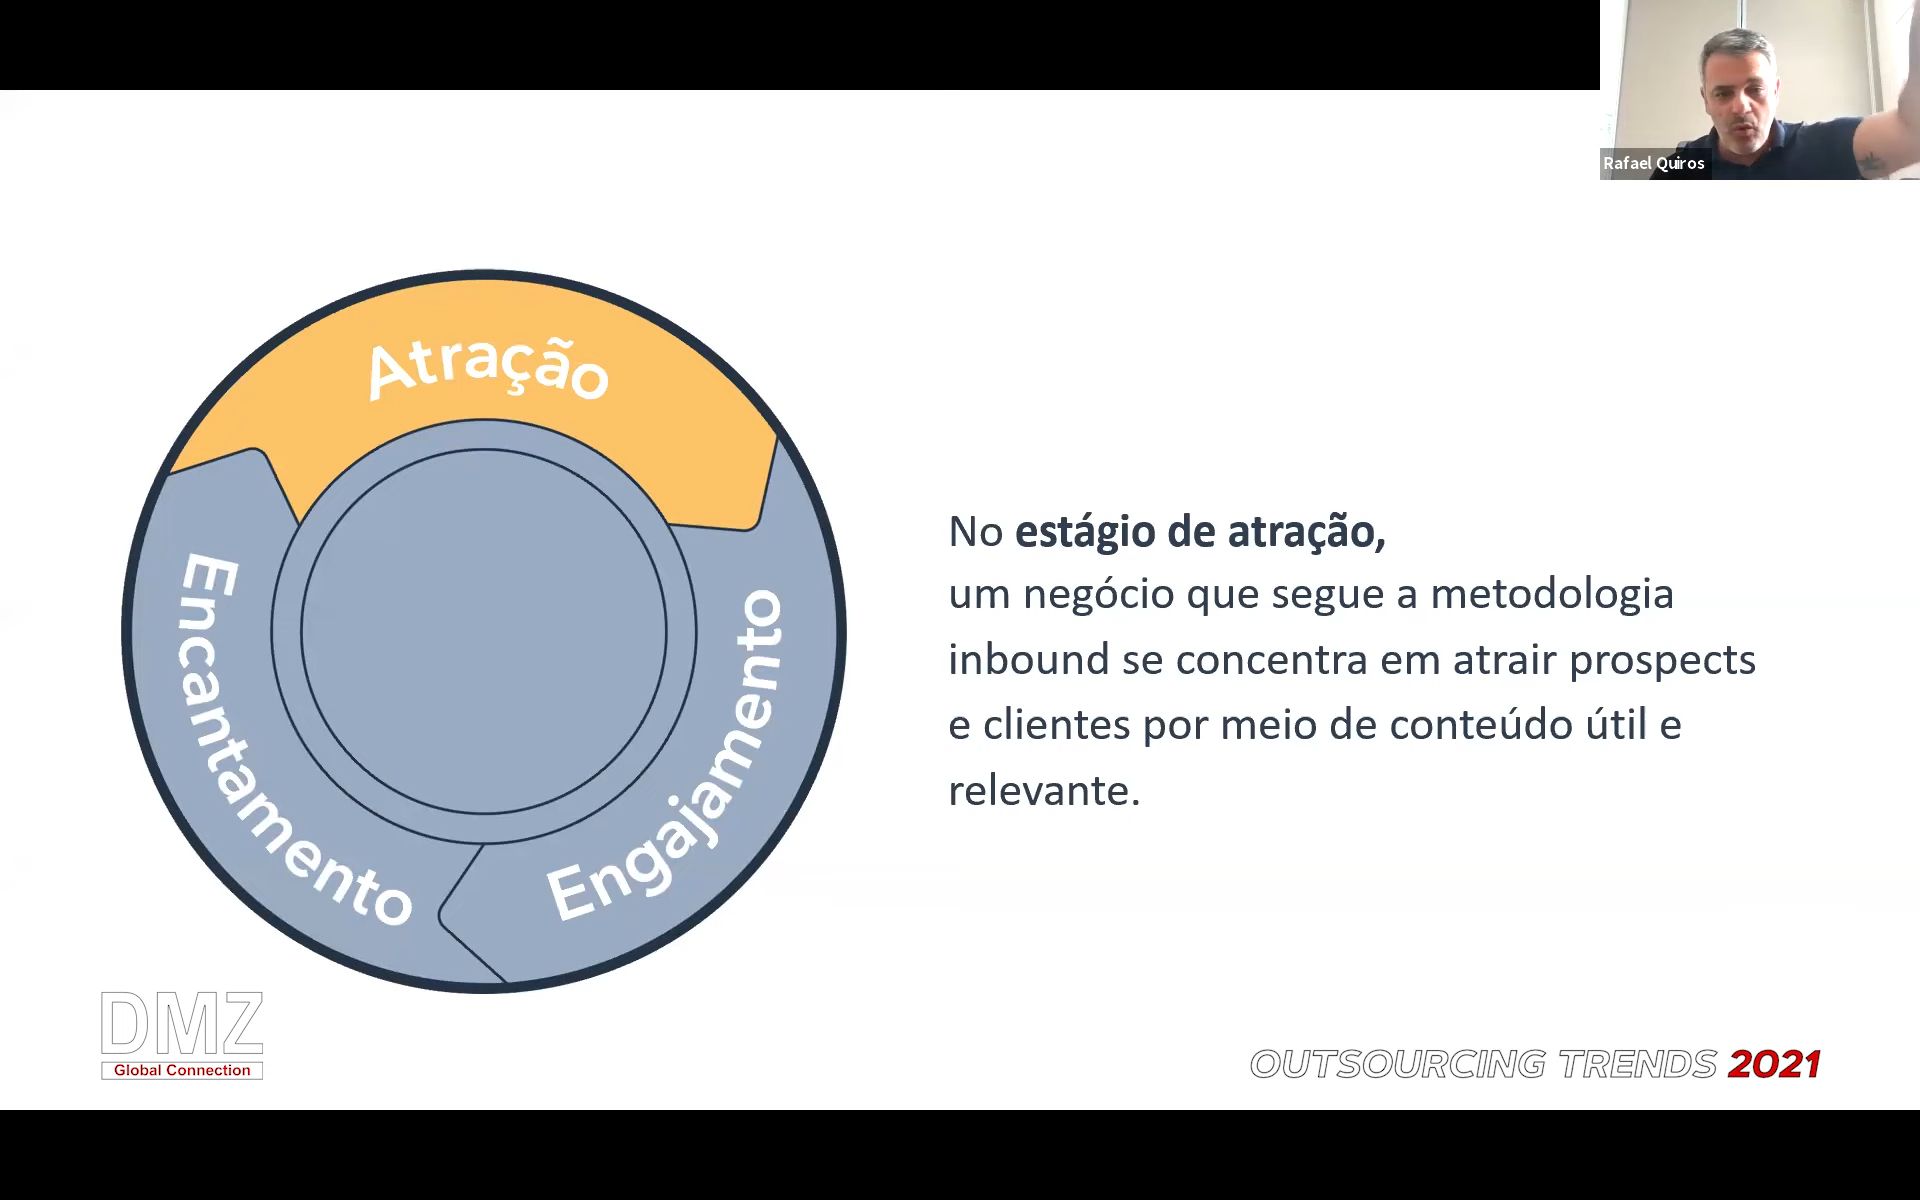 Rafael Quiros
Atração
Encantamento
Engajamento
No estágio de atração,
um negócio que segue a metodologia
inbound se concentra em atrair prospects
e clientes por meio de conteúdo útil e
relevante.
DMZ
Global Connection
OUTSOURCING TRENDS 2021